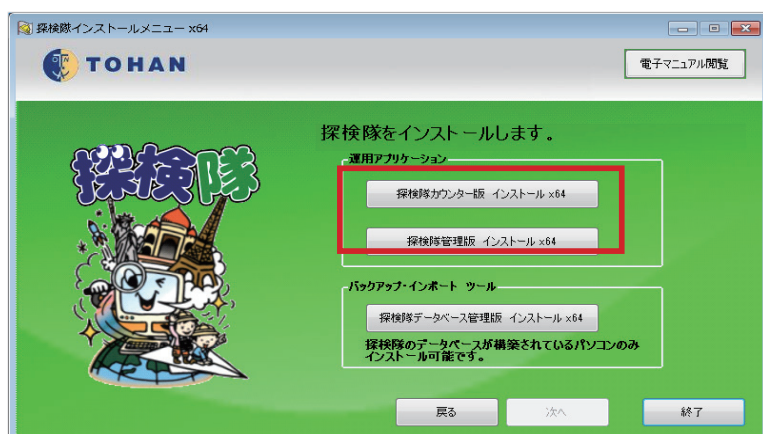 探検隊インストールメニュー x64
TOHAN
電子マニュアル閲覧
探検隊
探検隊をインストールします。
運用アプリケーション
探検隊カウンター版 インストール x64
探検隊管理版 インストール x64
バックアップ・インポート ツール
探検隊データベース管理版 インストール x64
探検隊のデータベースが構築されているパソコンのみ
インストール可能です。
戻る
次へ
終了